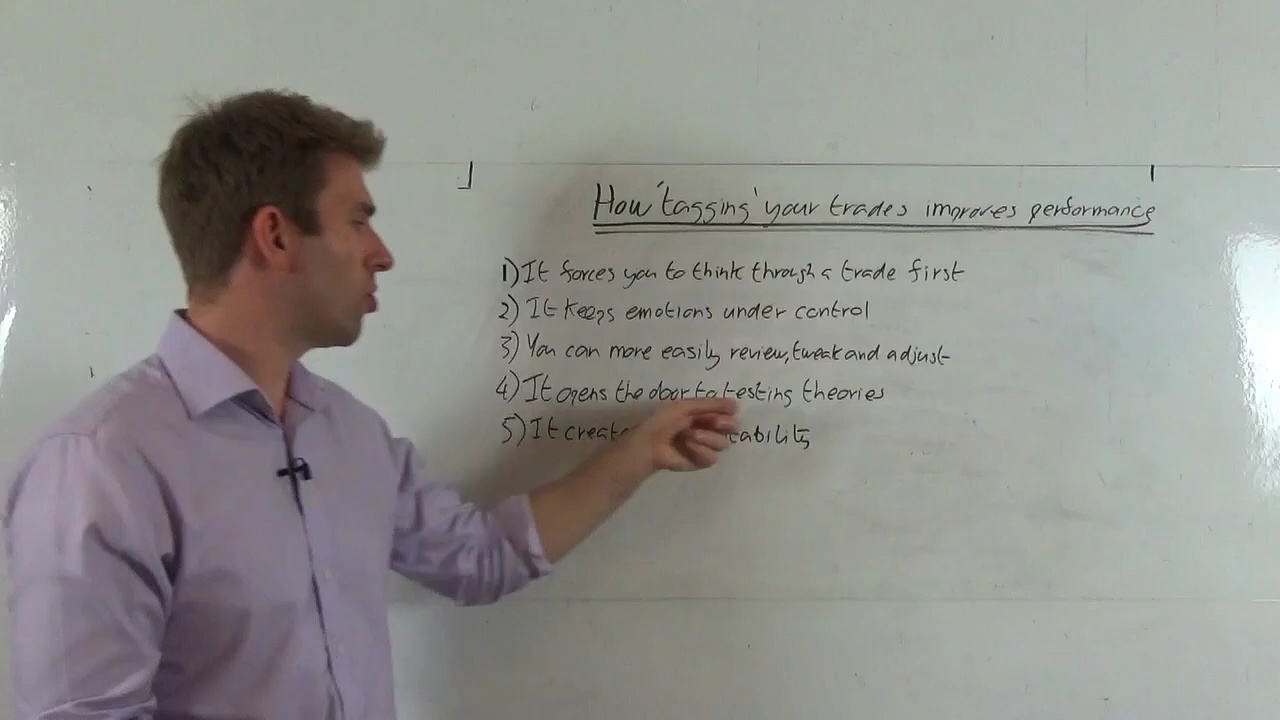 How 'tagging' your trades improves performance
1) It forces you to think through a trade first
2) It keeps emotions under control
3) You can more easily review, tweak and adjust
4) It opens the door to testing theories
5) It creat tability